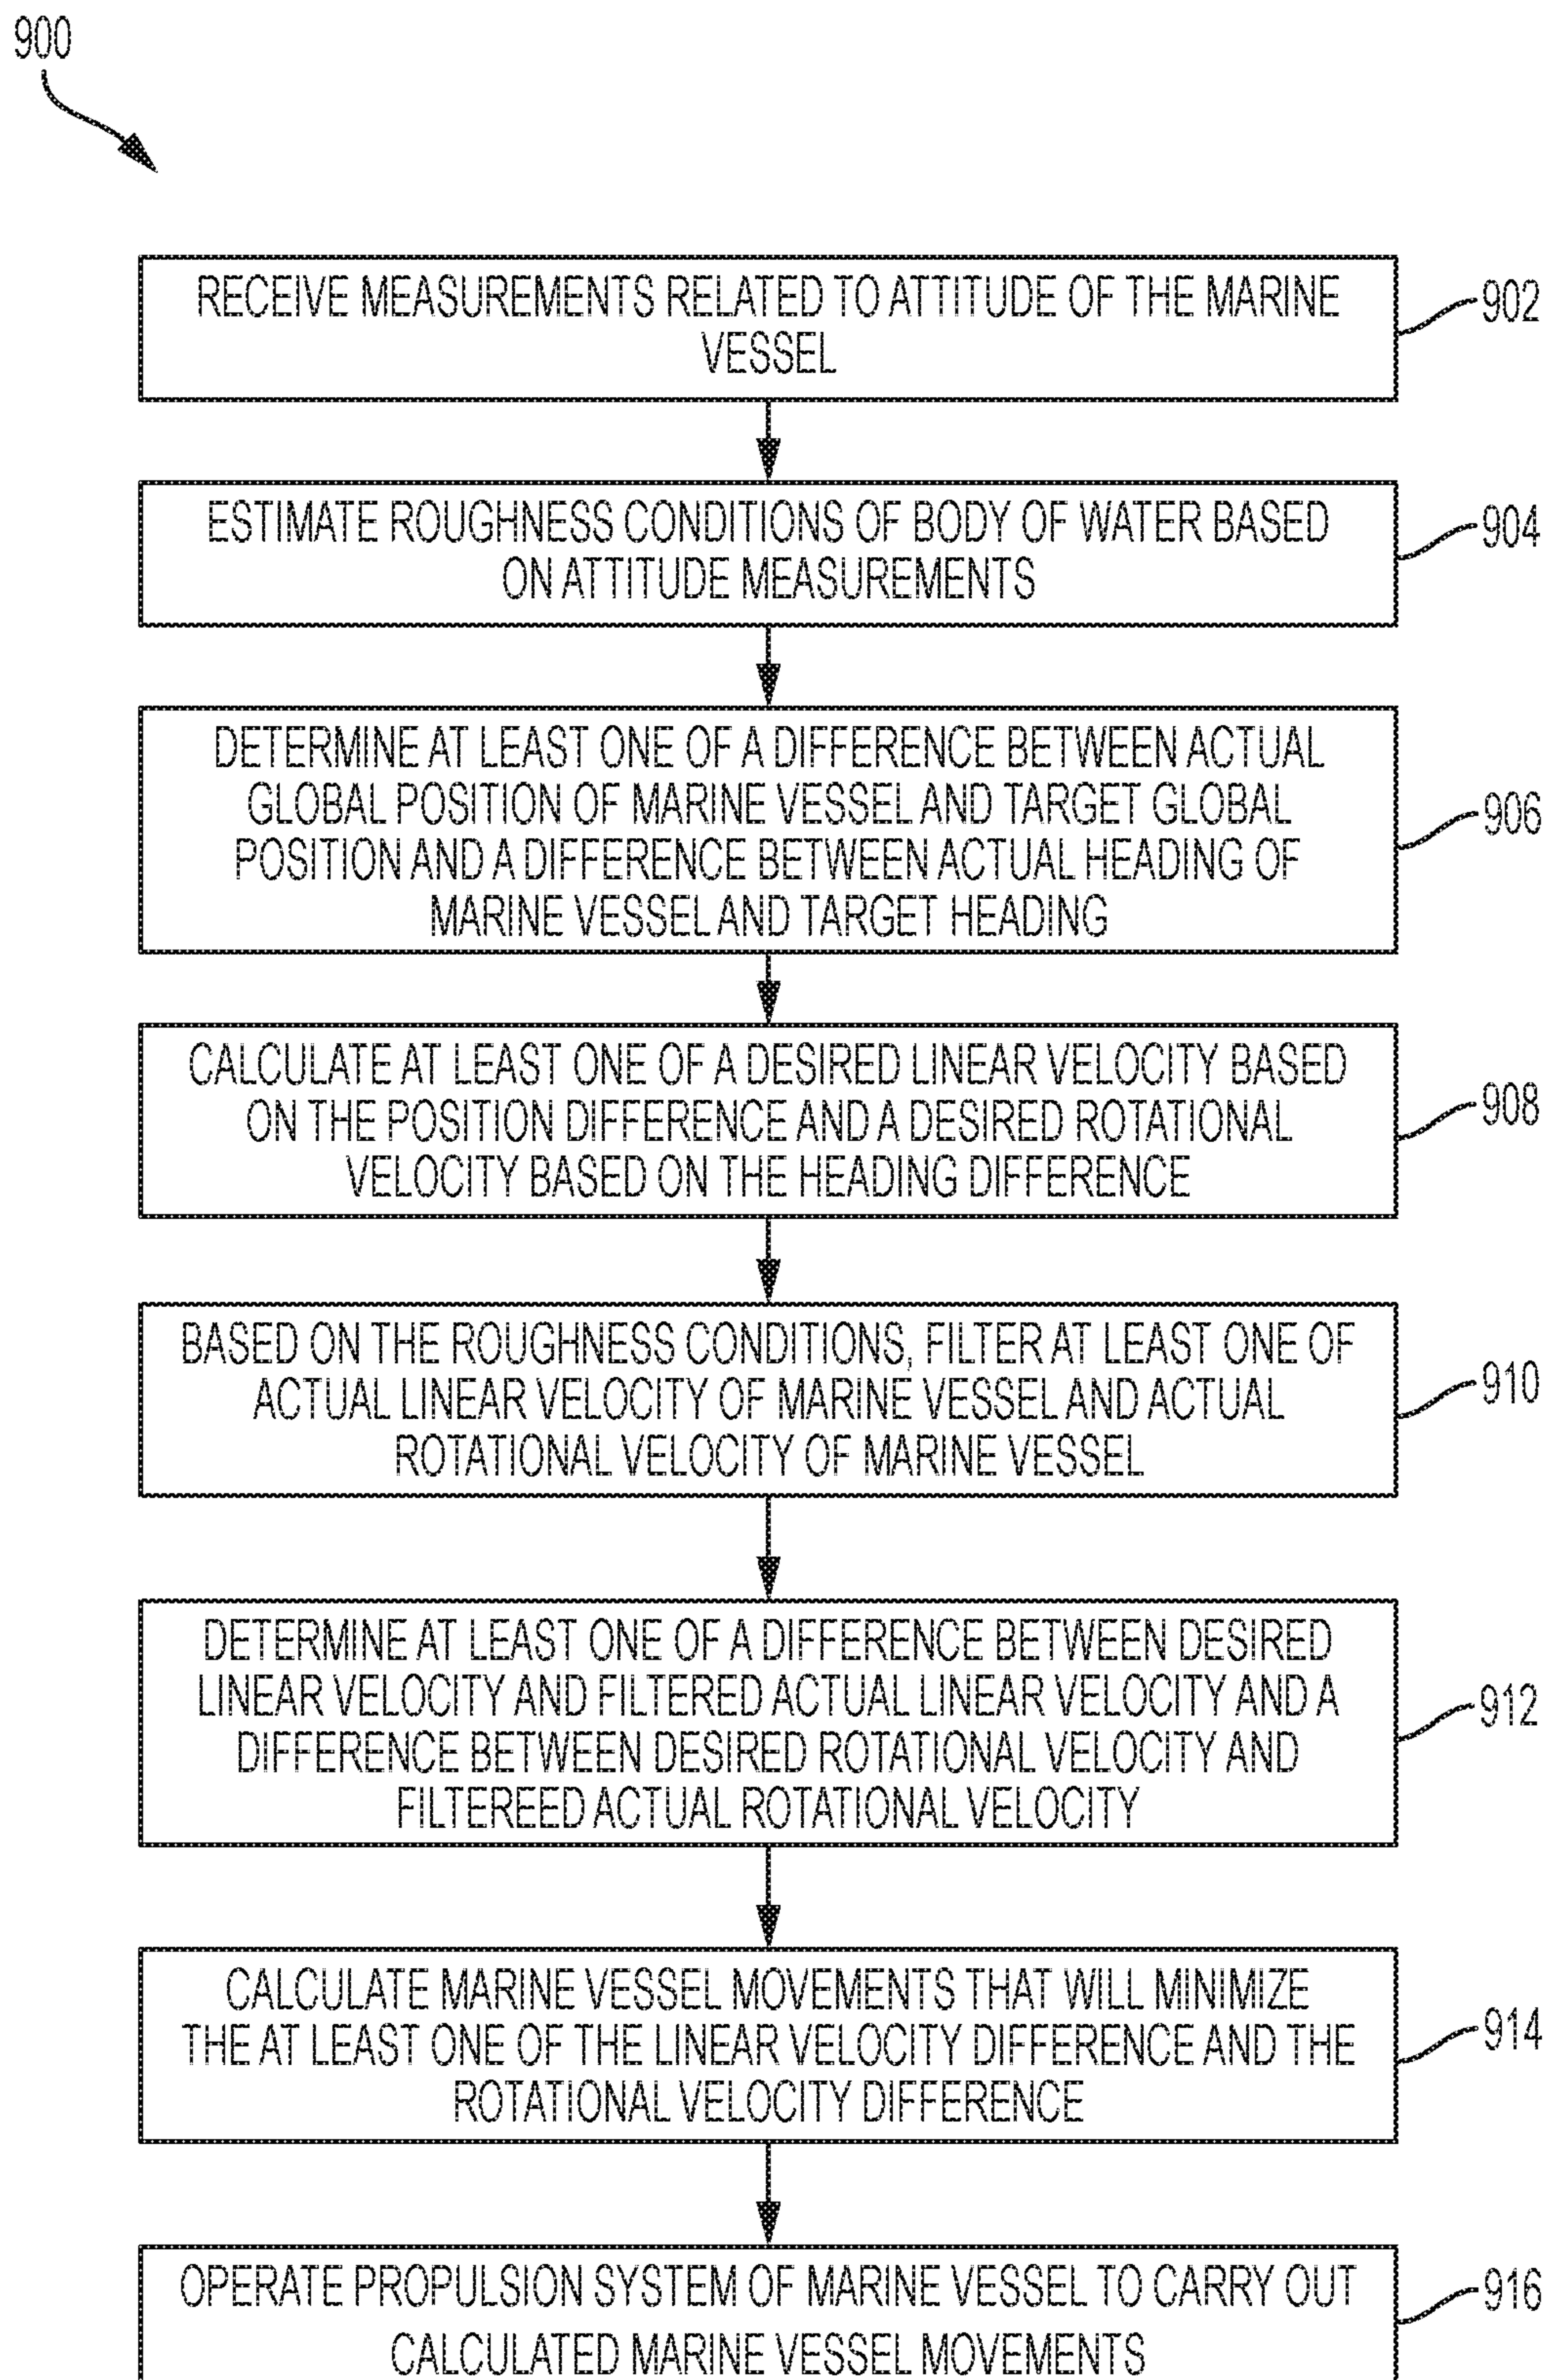 900
RECEIVE MEASUREMENTS RELATED TO ATTITUDE OF THE MARINE
VESSEL
902
ESTIMATE ROUGHNESS CONDITIONS OF BODY OF WATER BASED
ON ATTITUDE MEASUREMENTS
904
DETERMINE AT LEAST ONE OF A DIFFERENCE BETWEEN ACTUAL
GLOBAL POSITION OF MARINE VESSEL AND TARGET GLOBAL
POSITION AND A DIFFERENCE BETWEEN ACTUAL HEADING OF
MARINE VESSEL AND TARGET HEADING
906
CALCULATE AT LEAST ONE OF A DESIRED LINEAR VELOCITY BASED
ON THE POSITION DIFFERENCE AND A DESIRED ROTATIONAL
VELOCITY BASED ON THE HEADING DIFFERENCE
908
BASED ON THE ROUGHNESS CONDITIONS, FILTER AT LEAST ONE OF
ACTUAL LINEAR VELOCITY OF MARINE VESSEL AND ACTUAL
ROTATIONAL VELOCITY OF MARINE VESSEL
910
DETERMINE AT LEAST ONE OF A DIFFERENCE BETWEEN DESIRED
LINEAR VELOCITY AND FILTERED ACTUAL LINEAR VELOCITY AND A
DIFFERENCE BETWEEN DESIRED ROTATIONAL VELOCITY AND
FILTEREED ACTUAL ROTATIONAL VELOCITY
912
CALCULATE MARINE VESSEL MOVEMENTS THAT WILL MINIMIZE
THE AT LEAST ONE OF THE LINEAR VELOCITY DIFFERENCE AND THE
ROTATIONAL VELOCITY DIFFERENCE
914
OPERATE PROPULSION SYSTEM OF MARINE VESSEL TO CARRY OUT
CALCULATED MARINE VESSEL MOVEMENTS
916